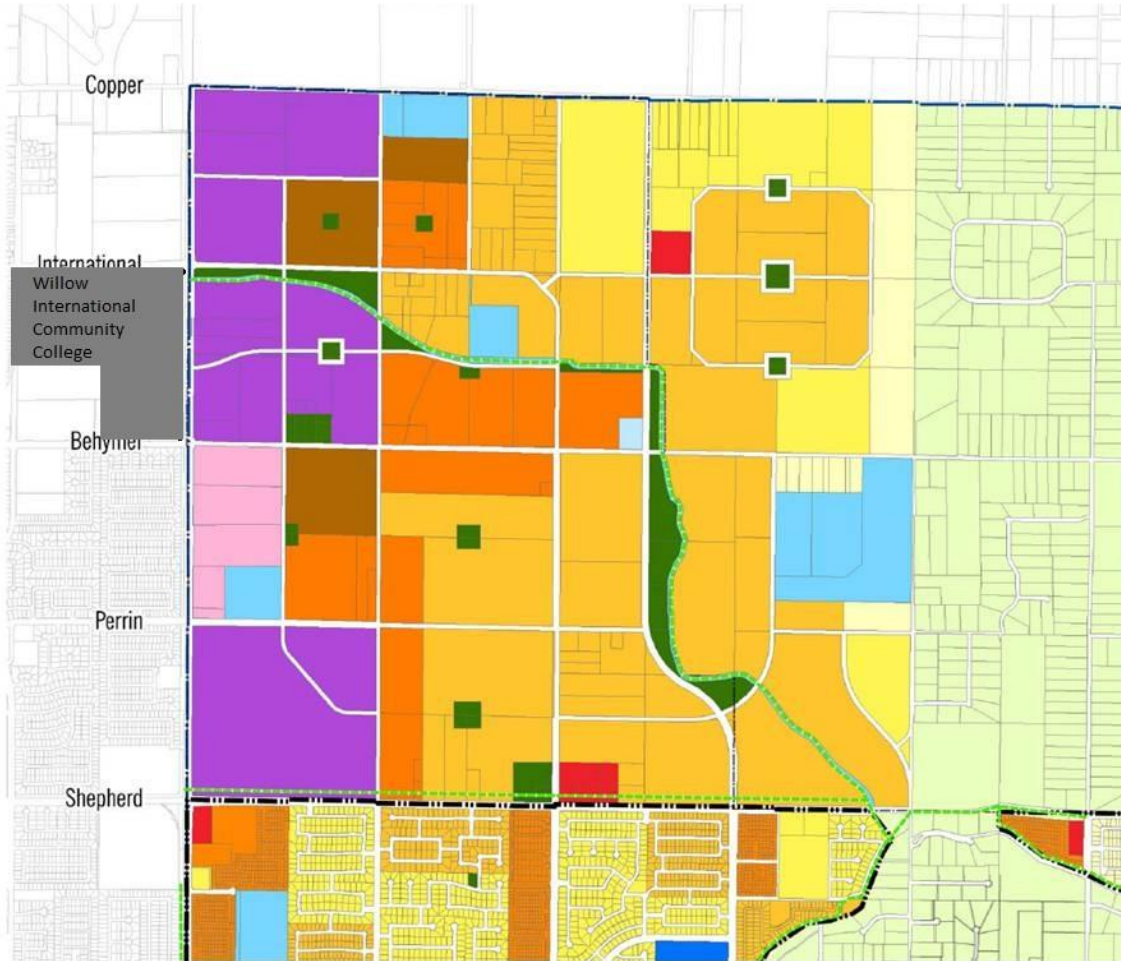 Copper
International
Willow
International
Community
College
Behymer
Perrin
Shepherd